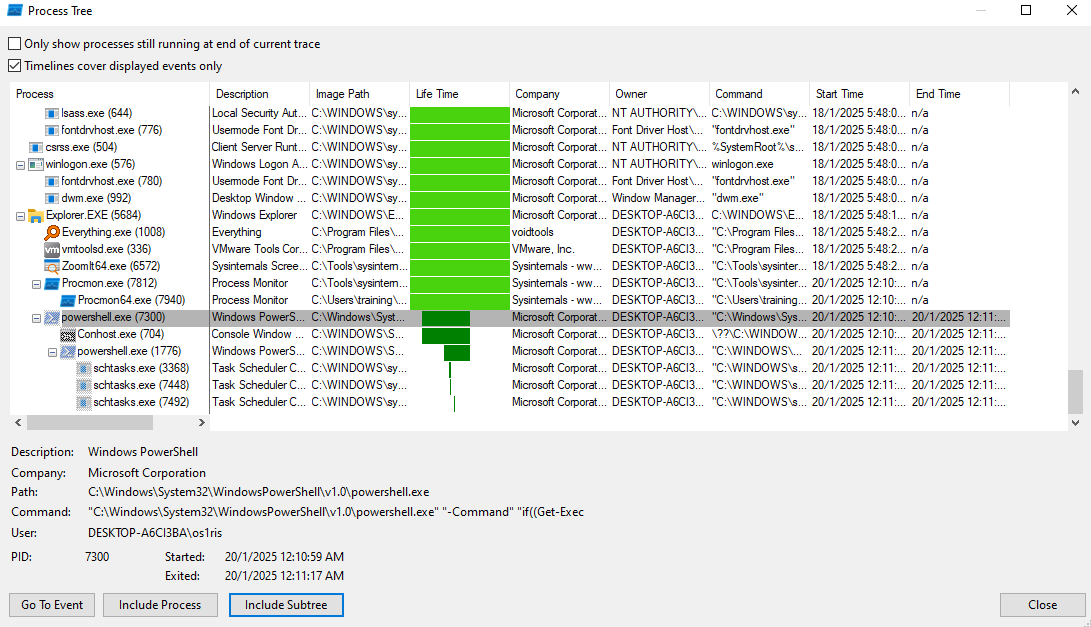 Process Tree
Only show processes still running at end of current trace
Timelines cover displayed events only
Process Description Image Path Life Time Company Owner Command Start Time End Time
lsass.exe (644) Local Security Aut... C:\WINDOWS\sy... Microsoft Corporat... NT AUTHORITY\... C:\WINDOWS\sy... 18/1/2025 5:48:0... n/a
fontdrvhost.exe (776) Usermode Font Dr... C:\WINDOWS\sy... Microsoft Corporat... Font Driver Host\... "fontdrvhost.exe" 18/1/2025 5:48:0... n/a
csrss.exe (504) Client Server Runt... C:\WINDOWS\sy... Microsoft Corporat... NT AUTHORITY\... %SystemRoot%\s... 18/1/2025 5:48:0... n/a
winlogon.exe (576) Windows Logon A... C:\WINDOWS\sy... Microsoft Corporat... NT AUTHORITY\... winlogon.exe 18/1/2025 5:48:0... n/a
fontdrvhost.exe (780) Usermode Font Dr... C:\WINDOWS\sy... Microsoft Corporat... Font Driver Host\... "fontdrvhost.exe" 18/1/2025 5:48:0... n/a
dwm.exe (992) Desktop Window ... C:\WINDOWS\sy... Microsoft Corporat... Window Manager... "dwm.exe" 18/1/2025 5:48:0... n/a
Explorer.EXE (5684) Windows Explorer C:\WINDOWS\E... Microsoft Corporat... DESKTOP-A6CI3... C:\WINDOWS\E... 18/1/2025 5:48:1... n/a
Everything.exe (1008) Everything C:\Program Files\... voidtools DESKTOP-A6CI3... "C:\Program Files... 18/1/2025 5:48:2... n/a
vm vmtoolsd.exe (336) VMware Tools Cor... C:\Program Files\... VMware, Inc. DESKTOP-A6CI3... "C:\Program Files... 18/1/2025 5:48:2... n/a
ZoomIt64.exe (6572) Sysinternals Scree... C:\Tools\sysintern... Sysinternals - ww... DESKTOP-A6CI3... "C:\Tools\sysinter... 18/1/2025 5:48:2... n/a
Procmon.exe (7812) Process Monitor C:\Tools\sysintern... Sysinternals - ww... DESKTOP-A6CI3... "C:\Tools\sysinter... 20/1/2025 12:10:... n/a
Procmon64.exe (7940) Process Monitor C:\Users\training\... Sysinternals - ww... DESKTOP-A6CI3... "C:\Users\training... 20/1/2025 12:10:... n/a
powershell.exe (7300) Windows PowerS... C:\Windows\Syst... Microsoft Corporat... DESKTOP-A6CI3... "C:\Windows\Sys... 20/1/2025 12:10:... 20/1/2025 12:11:...
Conhost.exe (704) Console Window ... C:\WINDOWS\S... Microsoft Corporat... DESKTOP-A6CI3... \??\C:\WINDOW... 20/1/2025 12:10:... 20/1/2025 12:11:...
powershell.exe (1776) Windows PowerS... C:\WINDOWS\S... Microsoft Corporat... DESKTOP-A6CI3... "C:\WINDOWS\... 20/1/2025 12:11:... 20/1/2025 12:11:...
schtasks.exe (3368) Task Scheduler C... C:\WINDOWS\sy... Microsoft Corporat... DESKTOP-A6CI3... "C:\WINDOWS\s... 20/1/2025 12:11:... 20/1/2025 12:11:...
schtasks.exe (7448) Task Scheduler C... C:\WINDOWS\sy... Microsoft Corporat... DESKTOP-A6CI3... "C:\WINDOWS\s... 20/1/2025 12:11:... 20/1/2025 12:11:...
schtasks.exe (7492) Task Scheduler C... C:\WINDOWS\sy... Microsoft Corporat... DESKTOP-A6CI3... "C:\WINDOWS\s... 20/1/2025 12:11:... 20/1/2025 12:11:...
Description: Windows PowerShell
Company: Microsoft Corporation
Path: C:\Windows\System32\WindowsPowerShell\v1.0\powershell.exe
Command: "C:\Windows\System32\WindowsPowerShell\v1.0\powershell.exe" "-Command" "if((Get-Exec
User: DESKTOP-A6CI3BA\os1ris
PID: 7300 Started: 20/1/2025 12:10:59 AM
Exited: 20/1/2025 12:11:17 AM
Go To Event Include Process Include Subtree Close